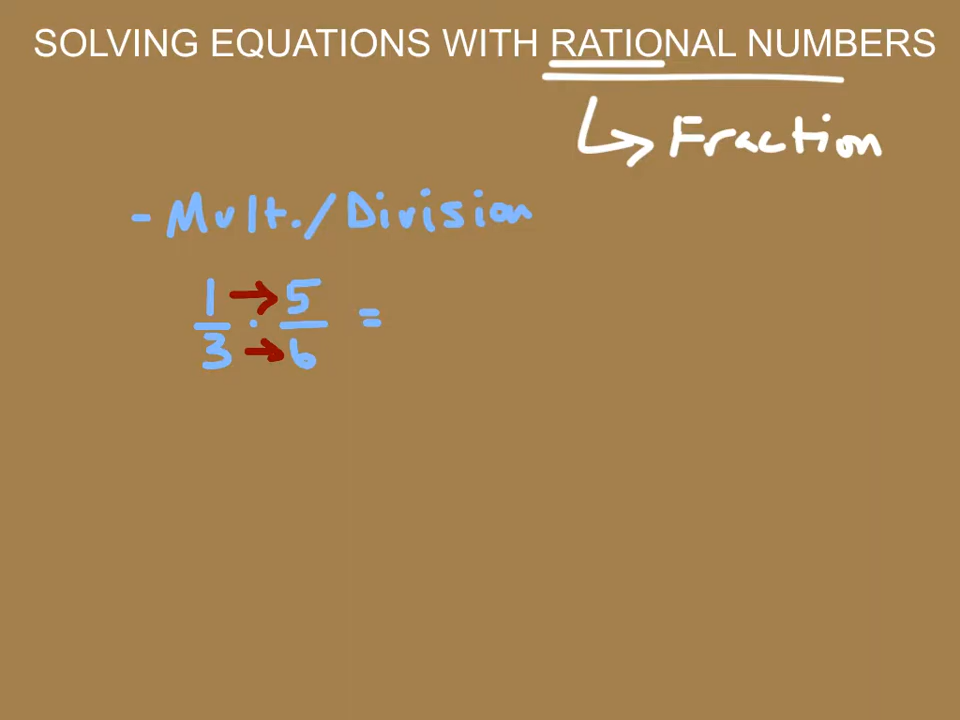 SOLVING EQUATIONS WITH RATIONAL NUMBERS
Fraction
- Mult./Division
1/3 · 5/6 =